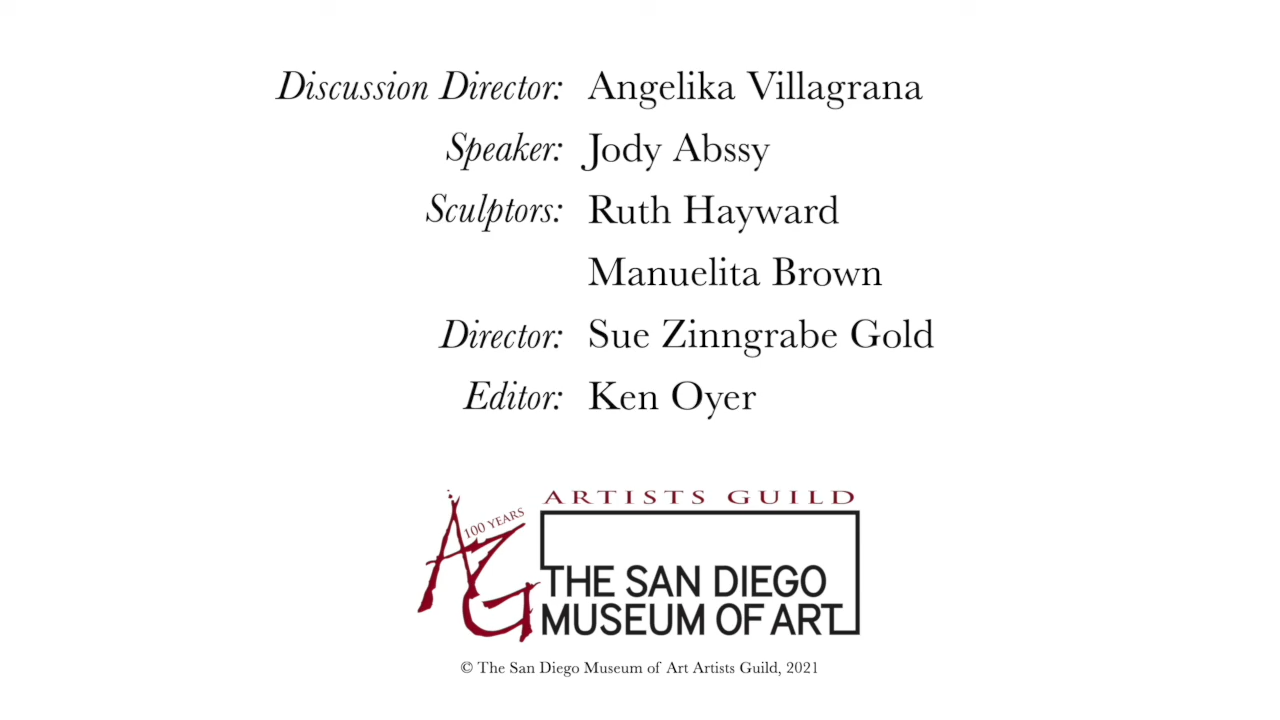 Discussion Director: Angelika Villagrana
Speaker: Jody Abssy
Sculptors: Ruth Hayward
Manuelita Brown
Director: Sue Zinngrabe Gold
Editor: Ken Oyer
ARTISTS GUILD
100 YEARS
AG
THE SAN DIEGO
MUSEUM OF ART
© The San Diego Museum of Art Artists Guild, 2021